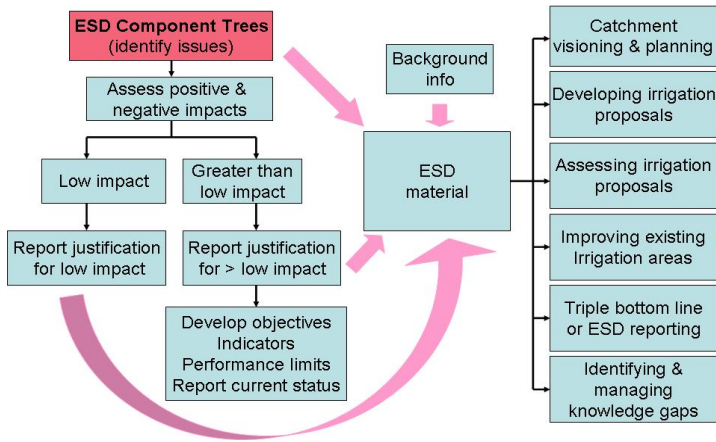 ESD Component Trees
(identify issues)
Assess positive &
negative impacts
Low impact
Greater than
low impact
Report justification
for low impact
Report justification
for > low impact
Develop objectives
Indicators
Performance limits
Report current status
Background
info
ESD
material
Catchment
visioning & planning
Developing irrigation
proposals
Assessing irrigation
proposals
Improving existing
Irrigation areas
Triple bottom line
or ESD reporting
Identifying &
managing
knowledge gaps